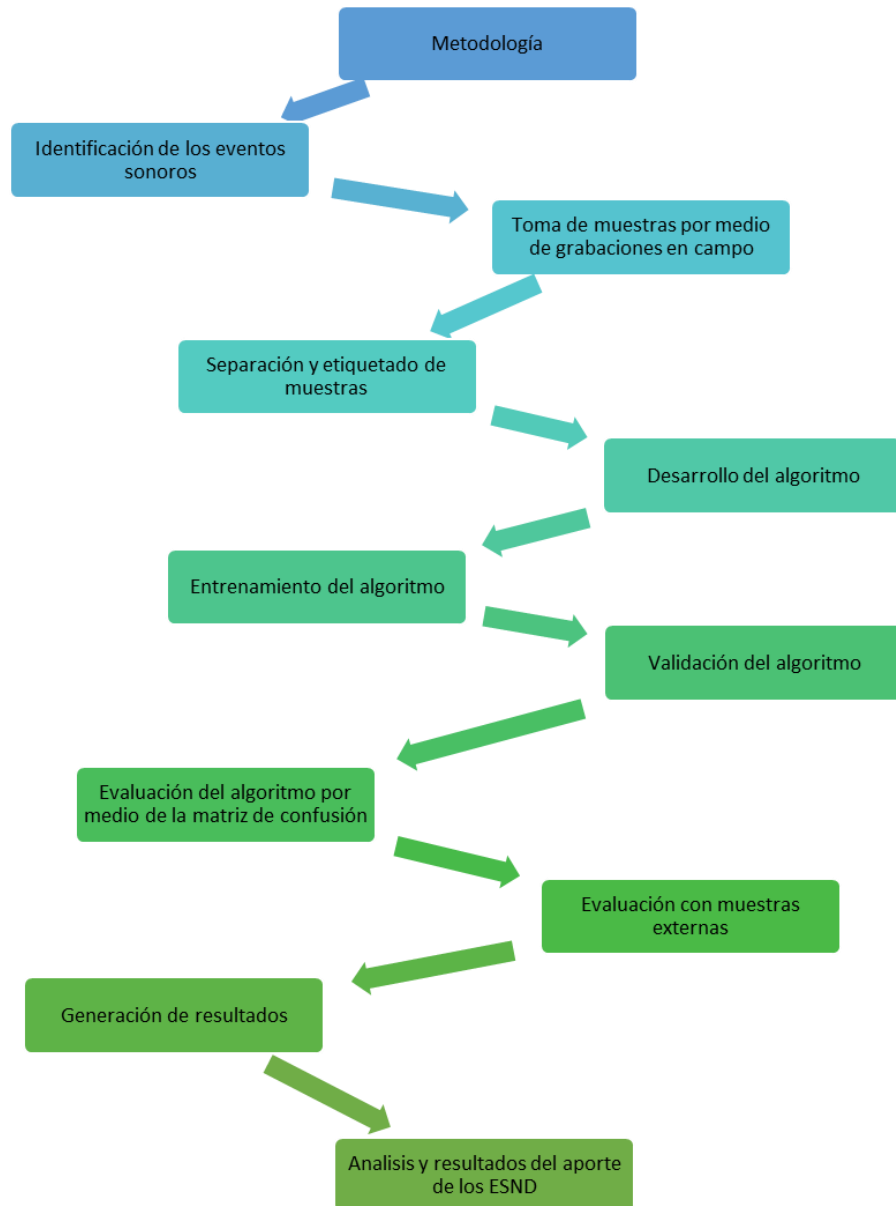 Metodología
Identificación de los eventos
sonoros
Toma de muestras por medio
de grabaciones en campo
Separación y etiquetado de
muestras
Desarrollo del algoritmo
Entrenamiento del algoritmo
Validación del algoritmo
Evaluación del algoritmo por
medio de la matriz de confusión
Evaluación con muestras
externas
Generación de resultados
Analisis y resultados del aporte
de los ESND